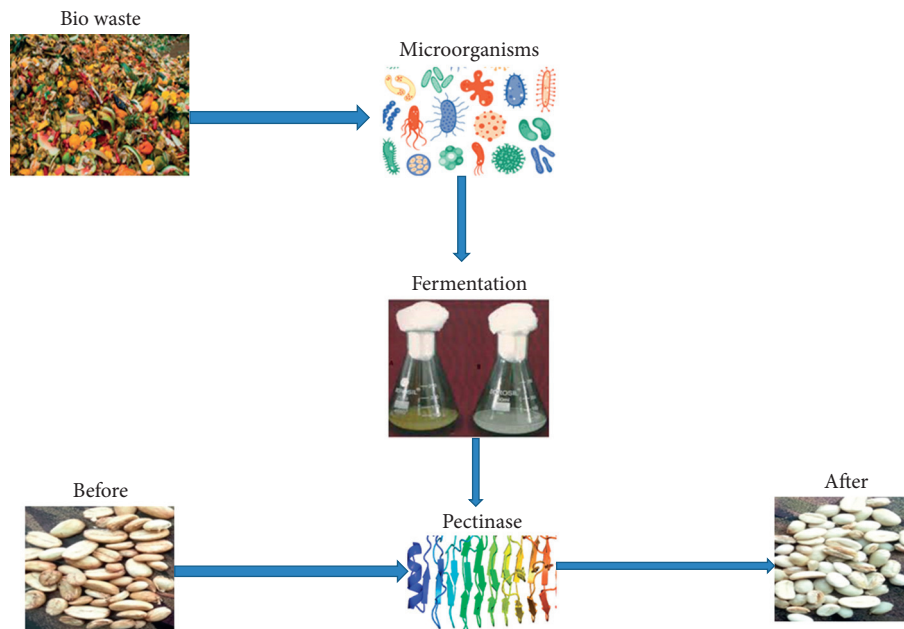 Bio waste
Microorganisms
Fermentation
Before
Pectinase
After